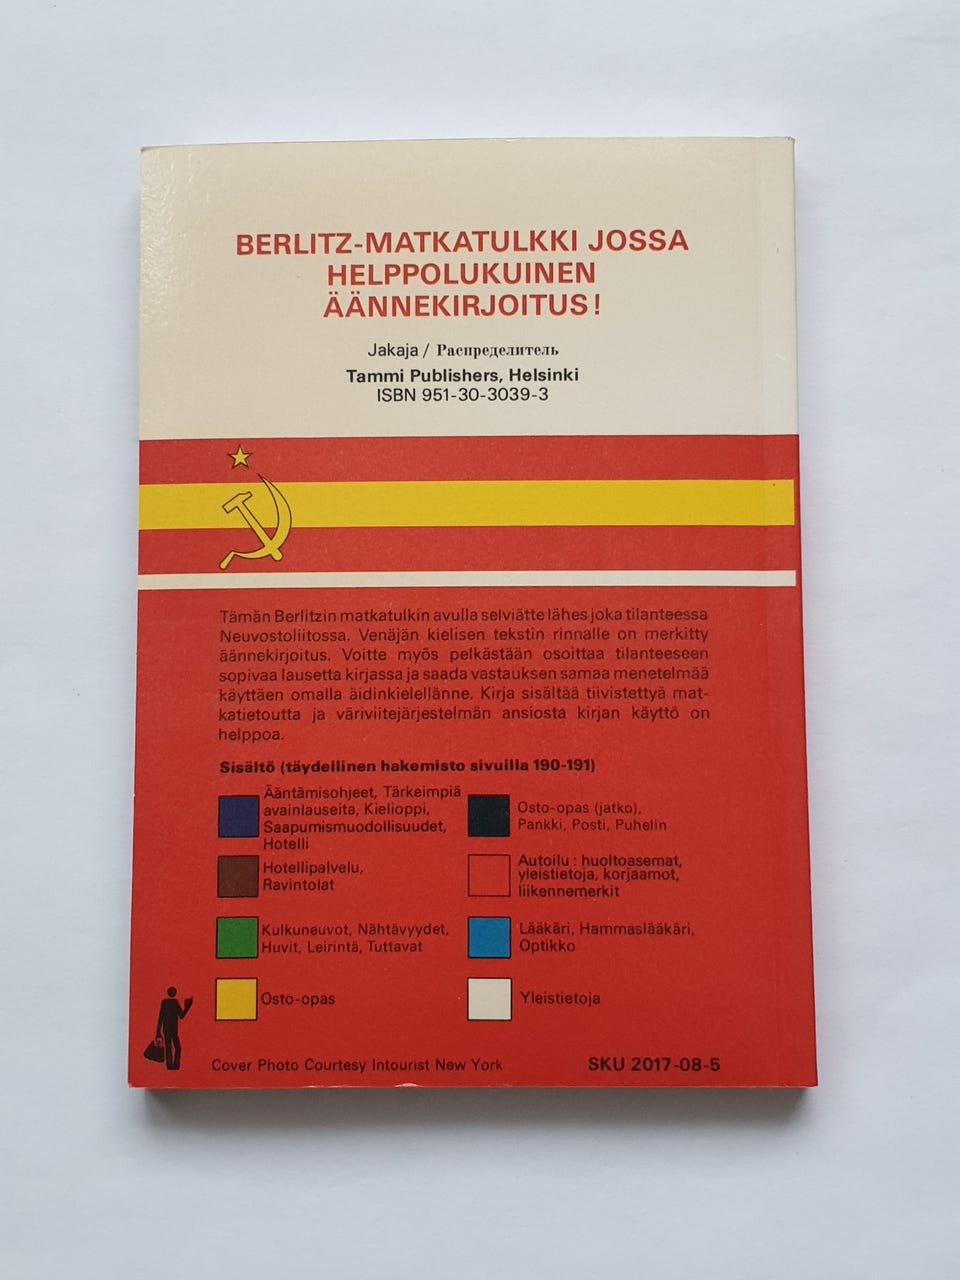 BERLITZ-MATKATULKKI JOSSA
HELPPOLUKUINEN
ÄÄNNEKIRJOITUS!
Jakaja / Распределитель
Tammi Publishers, Helsinki
ISBN 951-30-3039-3
Tämän Berlitzin matkatulkin avulla selviätte lähes joka tilanteessa
Neuvostoliitossa. Venäjän kielisen tekstin rinnalle on merkitty
äännekirjoitus. Voitte myös pelkästään osoittaa tilanteeseen
sopivaa lausetta kirjassa ja saada vastauksen samaa menetelmää
käyttäen omalla äidinkielellänne. Kirja sisältää tiivistettyä mat-
katietoutta ja väriviitejärjestelmän ansiosta kirjan käyttö on
helppoa.
Sisältö (täydellinen hakemisto sivuilla 190-191)
Ääntämisohjeet, Tärkeimpiä
avainlauseita, Kielioppi,
Saapumismuodollisuudet,
Hotelli
Hotellipalvelu,
Ravintolat
Kulkuneuvot, Nähtävyydet,
Huvit, Leirintä, Tuttavat
Osto-opas
Osto-opas (jatko),
Pankki, Posti, Puhelin
Autoilu : huoltoasemat,
yleistietoja, korjaamot,
liikennemerkit
Lääkäri, Hammaslääkäri,
Optikko
Yleistietoja
Cover Photo Courtesy Intourist New York
SKU 2017-08-5